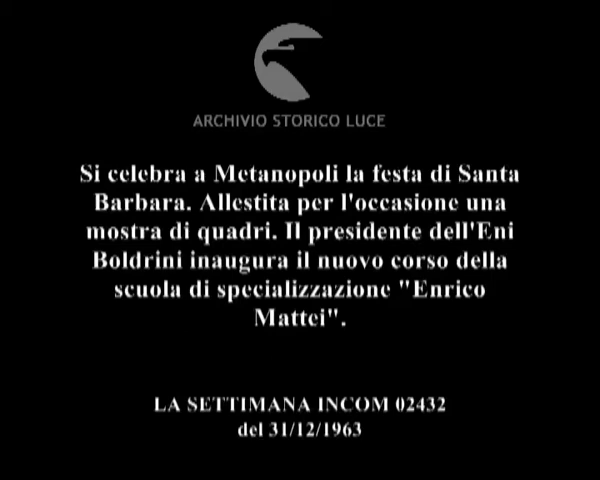 ARCHIVIO STORICO LUCE
Si celebra a Metanopoli la festa di Santa
Barbara. Allestita per l'occasione una
mostra di quadri. Il presidente dell'Eni
Boldrini inaugura il nuovo corso della
scuola di specializzazione "Enrico
Mattei".
LA SETTIMANA INCOM 02432
del 31/12/1963